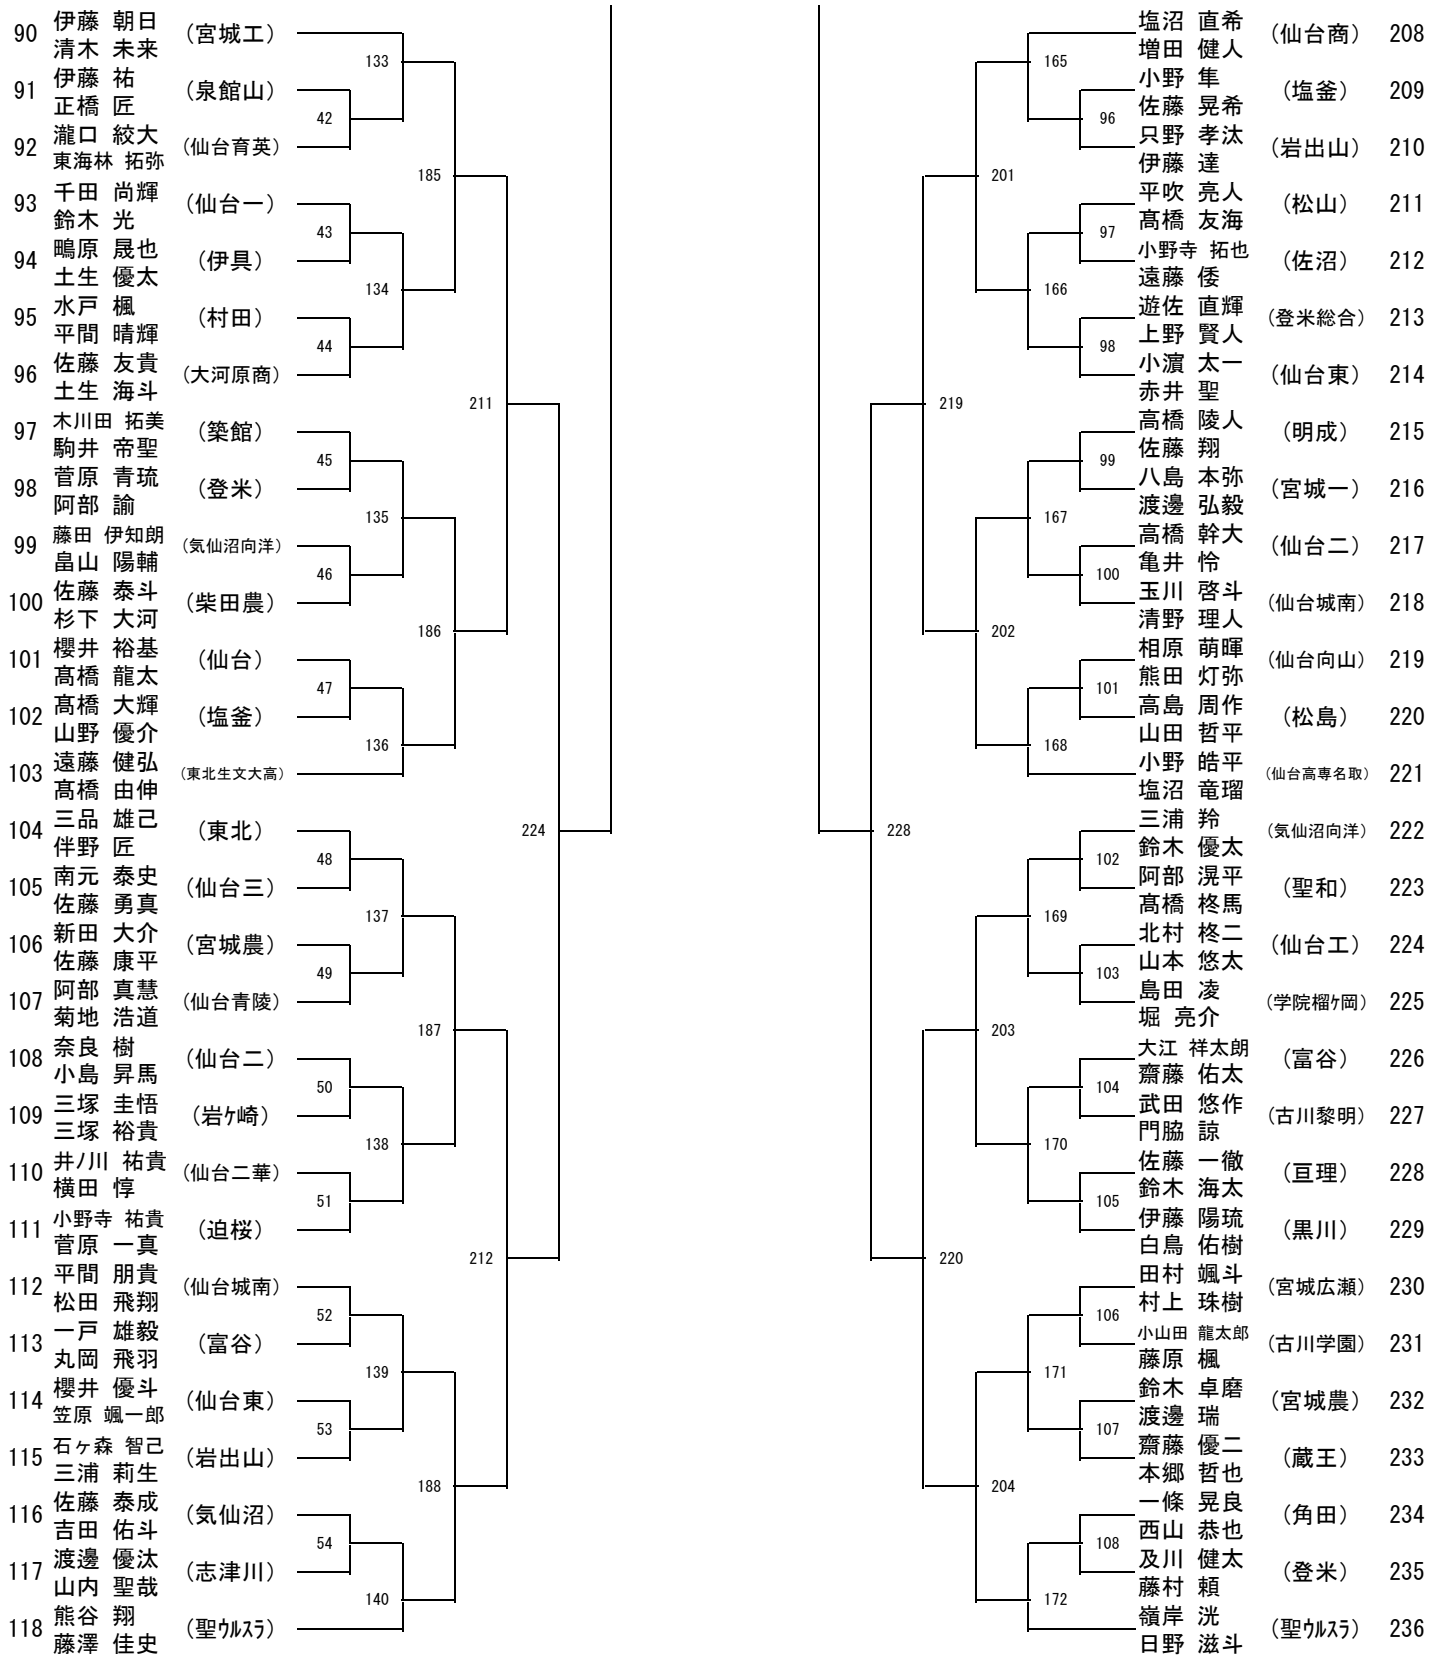 90 伊藤 朝日 清木 未来 （宮城工）
91 伊藤 祐 正橋 匠 （泉館山）
92 瀧口 絞大 東海林 拓弥 （仙台育英）
93 千田 尚輝 鈴木 光 （仙台一）
94 鴫原 晟也 土生 優太 （伊具）
95 水戸 楓 平間 晴輝 （村田）
96 佐藤 友貴 土生 海斗 （大河原商）
97 木川田 拓美 駒井 帝聖 （築館）
98 菅原 青琉 阿部 諭 （登米）
99 藤田 伊知朗 畠山 陽輔 （気仙沼向洋）
100 佐藤 泰斗 杉下 大河 （柴田農）
101 櫻井 裕基 髙橋 龍太 （仙台）
102 髙橋 大輝 山野 優介 （塩釜）
103 遠藤 健弘 髙橋 由伸 （東北生文大高）
104 三品 雄己 伴野 匠 （東北）
105 南元 泰史 佐藤 勇真 （仙台三）
106 新田 大介 佐藤 康平 （宮城農）
107 阿部 真慧 菊地 浩道 （仙台青陵）
108 奈良 樹 小島 昇馬 （仙台二）
109 三塚 圭悟 三塚 裕貴 （岩ケ崎）
110 井ノ川 祐貴 横田 惇 （仙台二華）
111 小野寺 祐貴 菅原 一真 （迫桜）
112 平間 朋貴 松田 飛翔 （仙台城南）
113 一戸 雄毅 丸岡 飛羽 （富谷）
114 櫻井 優斗 笠原 颯一郎 （仙台東）
115 石ヶ森 智己 三浦 莉生 （岩出山）
116 佐藤 泰成 吉田 佑斗 （気仙沼）
117 渡邊 優汰 山内 聖哉 （志津川）
118 熊谷 翔 藤澤 佳史 （聖ウルスラ）
133
42
185
43
134
44
211
45
135
46
186
47
136
224
48
137
49
187
50
138
51
212
52
139
53
188
54
140
165
96
201
97
166
98
219
99
167
100
202
101
168
228
102
169
103
203
104
170
105
220
106
171
107
204
108
172
塩沼 直希 増田 健人 （仙台商） 208
小野 隼 佐藤 晃希 （塩釜） 209
只野 孝汰 伊藤 達 （岩出山） 210
平吹 亮人 髙橋 友海 （松山） 211
小野寺 拓也 遠藤 倭 （佐沼） 212
遊佐 直輝 上野 賢人 （登米総合） 213
小濵 太一 赤井 聖 （仙台東） 214
高橋 陵人 佐藤 翔 （明成） 215
八島 本弥 渡邊 弘毅 （宮城一） 216
高橋 幹大 亀井 怜 （仙台二） 217
玉川 啓斗 清野 理人 （仙台城南） 218
相原 萌暉 熊田 灯弥 （仙台向山） 219
高島 周作 山田 哲平 （松島） 220
小野 皓平 塩沼 竜瑠 （仙台高専名取） 221
三浦 羚 鈴木 優太 （気仙沼向洋） 222
阿部 滉平 髙橋 柊馬 （聖和） 223
北村 柊二 山本 悠太 （仙台工） 224
島田 凌 堀 亮介 （学院榴ケ岡） 225
大江 祥太朗 齋藤 佑太 （富谷） 226
武田 悠作 門脇 諒 （古川黎明） 227
佐藤 一徹 鈴木 海太 （亘理） 228
伊藤 陽琉 白鳥 佑樹 （黒川） 229
田村 颯斗 村上 珠樹 （宮城広瀬） 230
小山田 龍太郎 藤原 楓 （古川学園） 231
鈴木 卓磨 渡邊 瑞 （宮城農） 232
齋藤 優二 本郷 哲也 （蔵王） 233
一條 晃良 西山 恭也 （角田） 234
及川 健太 藤村 頼 （登米） 235
嶺岸 洸 日野 滋斗 （聖ウルスラ） 236